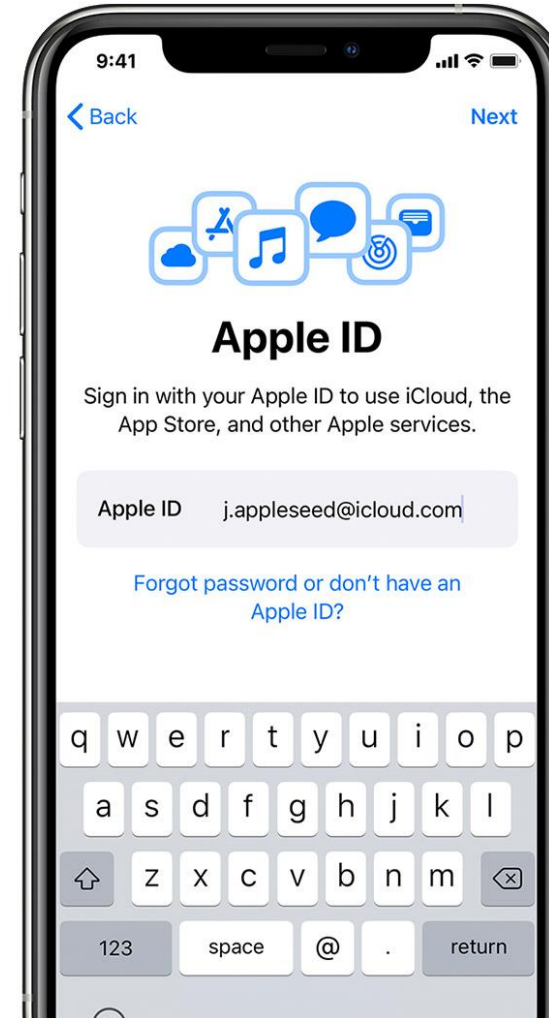 9:41
Back
Next
Apple ID
Sign in with your Apple ID to use iCloud, the
App Store, and other Apple services.
Apple ID j.appleseed@icloud.com
Forgot password or don't have an
Apple ID?
q w e r t y u i o p
a s d f g h j k l
z x c v b n m
123 space @ . return